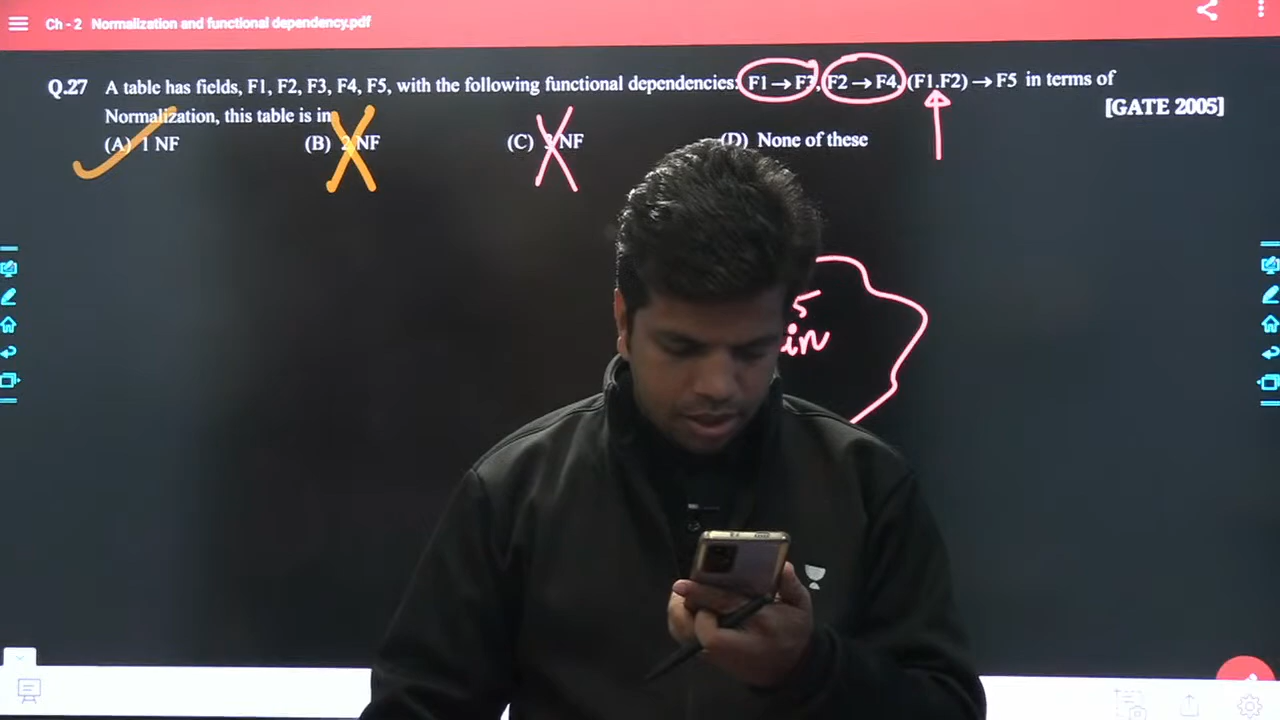 Ch - 2 Normalization and functional dependency.pdf
Q.27 A table has fields, F1, F2, F3, F4, F5, with the following functional dependencies: F1 → F3, F2 → F4, (F1.F2) → F5 in terms of
Normalization, this table is in
[GATE 2005]
(A) 1 NF (B) 2 NF (C) 3 NF (D) None of these
5
in